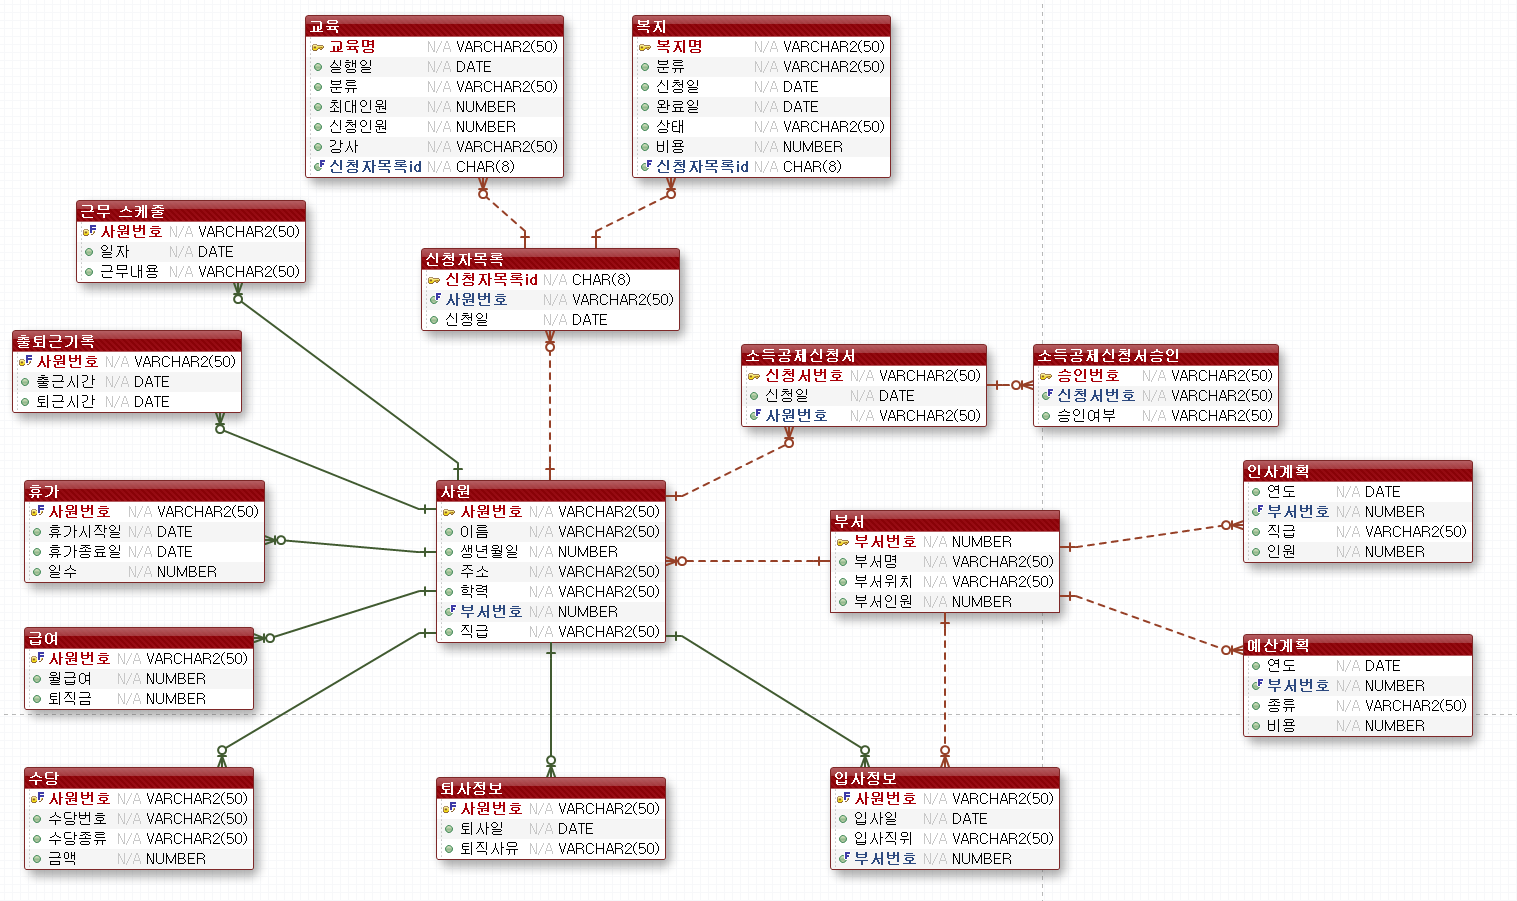 교육
교육명 N/A VARCHAR2(50)
실행일 N/A DATE
분류 N/A VARCHAR2(50)
최대인원 N/A NUMBER
신청인원 N/A NUMBER
강사 N/A VARCHAR2(50)
신청자목록id N/A CHAR(8)
복지
복지명 N/A VARCHAR2(50)
분류 N/A VARCHAR2(50)
신청일 N/A DATE
완료일 N/A DATE
상태 N/A VARCHAR2(50)
비용 N/A NUMBER
신청자목록id N/A CHAR(8)
근무 스케줄
사원번호 N/A VARCHAR2(50)
일자 N/A DATE
근무내용 N/A VARCHAR2(50)
신청자목록
신청자목록id N/A CHAR(8)
사원번호 N/A VARCHAR2(50)
신청일 N/A DATE
출퇴근기록
사원번호 N/A VARCHAR2(50)
출근시간 N/A DATE
퇴근시간 N/A DATE
소득공제신청서
신청서번호 N/A VARCHAR2(50)
신청일 N/A DATE
사원번호 N/A VARCHAR2(50)
소득공제신청서승인
승인번호 N/A VARCHAR2(50)
신청서번호 N/A VARCHAR2(50)
승인여부 N/A VARCHAR2(50)
휴가
사원번호 N/A VARCHAR2(50)
휴가시작일 N/A DATE
휴가종료일 N/A DATE
일수 N/A NUMBER
사원
사원번호 N/A VARCHAR2(50)
이름 N/A VARCHAR2(50)
생년월일 N/A NUMBER
주소 N/A VARCHAR2(50)
학력 N/A VARCHAR2(50)
부서번호 N/A NUMBER
직급 N/A VARCHAR2(50)
부서
부서번호 N/A NUMBER
부서명 N/A VARCHAR2(50)
부서위치 N/A VARCHAR2(50)
부서인원 N/A NUMBER
인사계획
연도 N/A DATE
부서번호 N/A NUMBER
직급 N/A VARCHAR2(50)
인원 N/A NUMBER
급여
사원번호 N/A VARCHAR2(50)
월급여 N/A NUMBER
퇴직금 N/A NUMBER
예산계획
연도 N/A DATE
부서번호 N/A NUMBER
종류 N/A VARCHAR2(50)
비용 N/A NUMBER
수당
사원번호 N/A VARCHAR2(50)
수당번호 N/A VARCHAR2(50)
수당종류 N/A VARCHAR2(50)
금액 N/A NUMBER
퇴사정보
사원번호 N/A VARCHAR2(50)
퇴사일 N/A DATE
퇴직사유 N/A VARCHAR2(50)
입사정보
사원번호 N/A VARCHAR2(50)
입사일 N/A DATE
입사직위 N/A VARCHAR2(50)
부서번호 N/A NUMBER